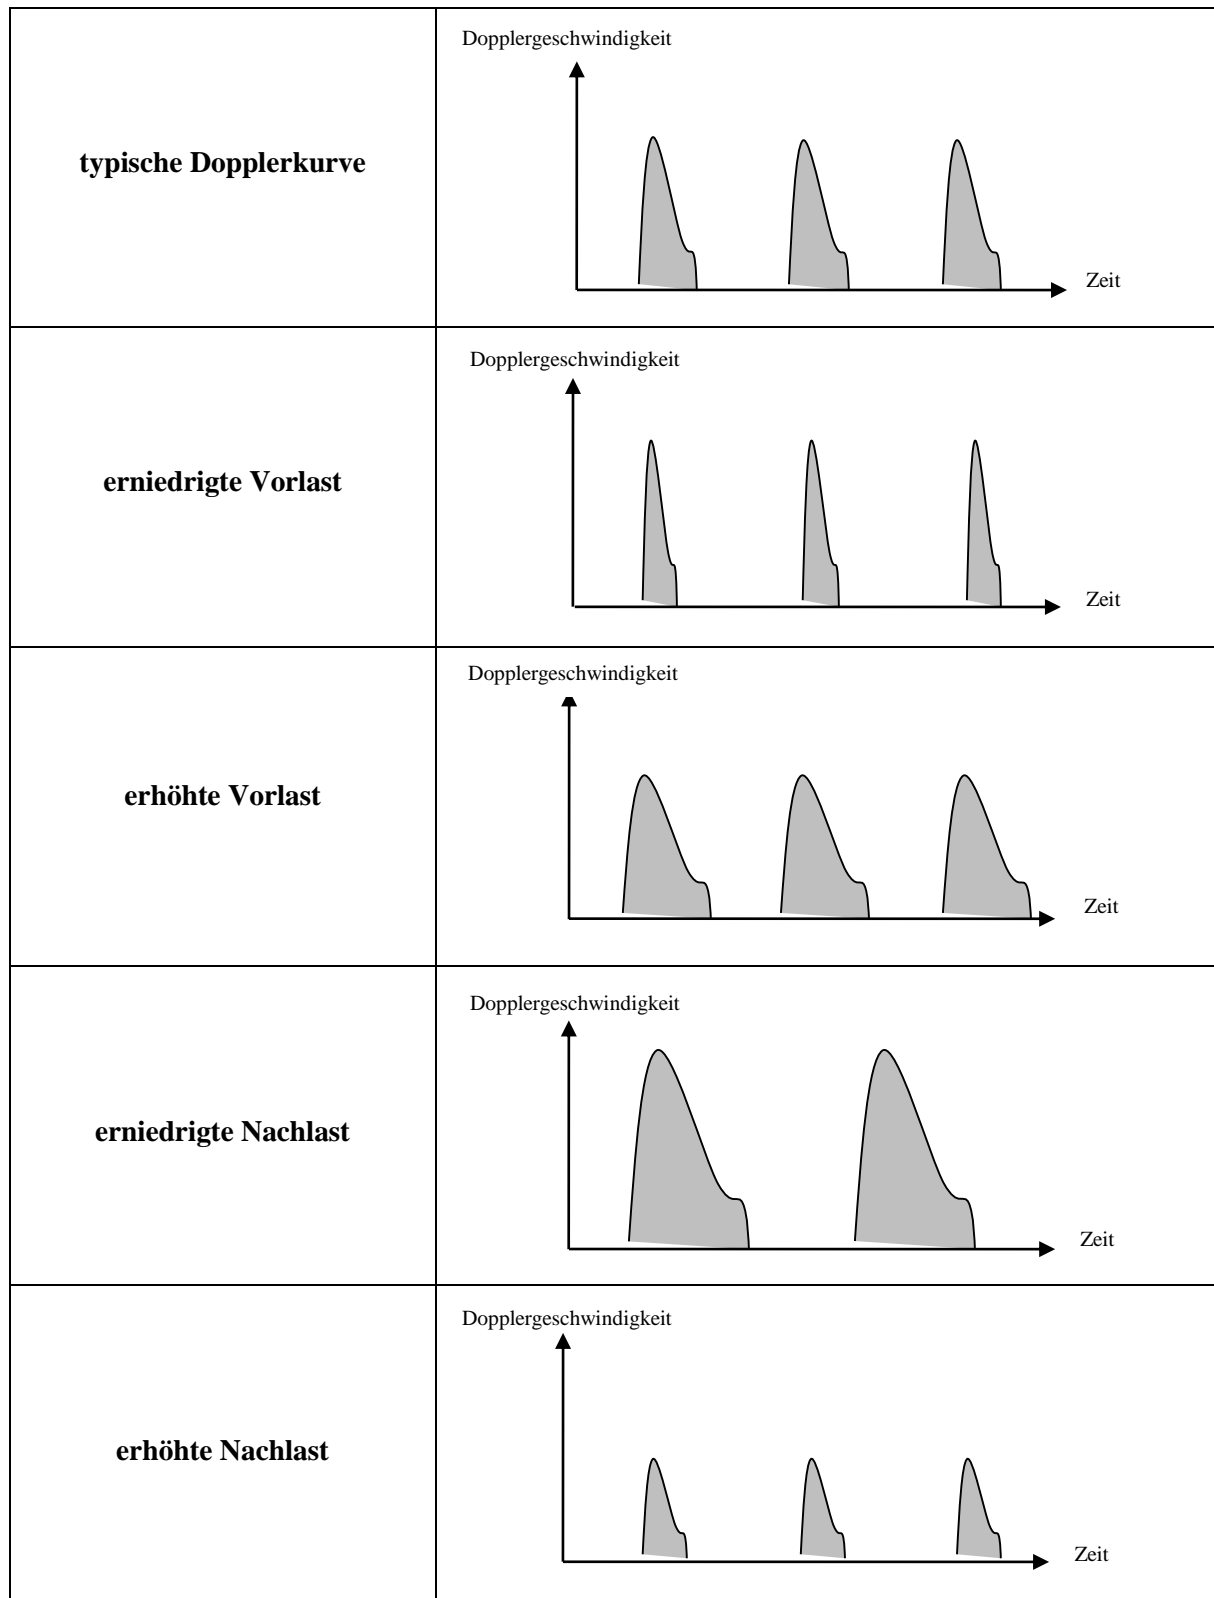 Dopplergeschwindigkeit
typische Dopplerkurve
Zeit
Dopplergeschwindigkeit
erniedrigte Vorlast
Zeit
Dopplergeschwindigkeit
erhöhte Vorlast
Zeit
Dopplergeschwindigkeit
erniedrigte Nachlast
Zeit
Dopplergeschwindigkeit
erhöhte Nachlast
Zeit